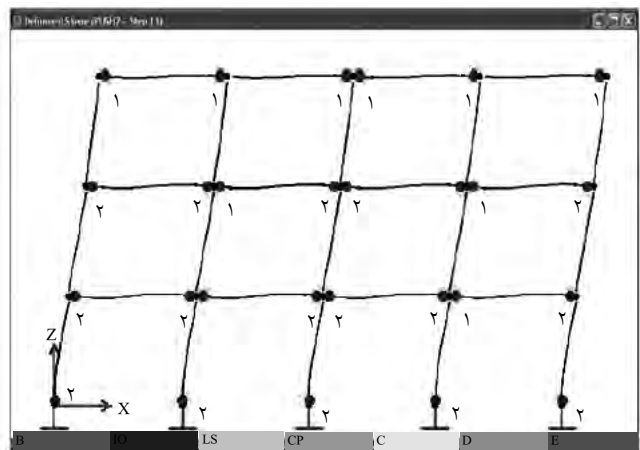 Deformed Shape (PUSH2 - Step 13)
١ ١ ١ ١ ١ ١
٢ ٢ ١ ٢ ٢ ١ ٢
٢ ٢ ٢ ٢ ٢ ١ ٢
Z
X
٢ ٢ ٢ ٢ ٢
B IO LS CP C D E